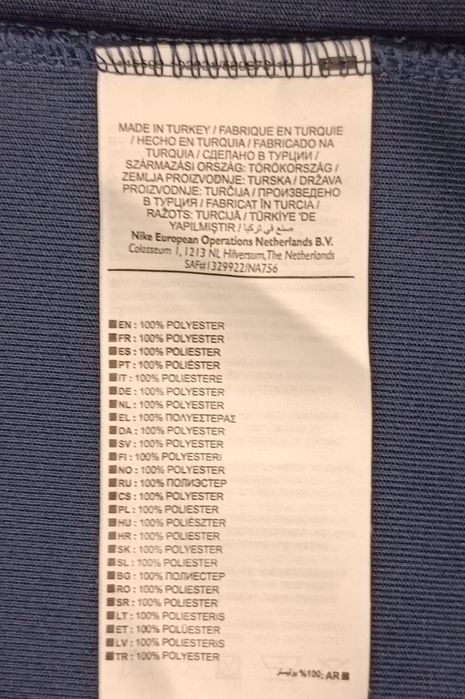 MADE IN TURKEY / FABRIQUE EN TURQUIE
/ HECHO EN TURQUIA / FABRICADO NA
TURQUIA / СДЕЛАНО В ТУРЦИИ /
SZÁRMAZÁSI ORSZÁG: TÖRÖKORSZÁG /
ZEMLJA PROIZVODNJE: TURSKA / DRŽAVA
PROIZVODNJE: TURČIJA / ПРОИЗВЕДЕНО
В ТУРЦИЯ / FABRICAT ÎN TURCIA /
RAŽOTS: TURCIJĀ / TÜRKİYE 'DE
YAPILMIŞTIR / صنع في تركيا
Nike European Operations Netherlands B.V.
Colosseum 1, 1213 NL Hilversum, The Netherlands
SAF#1329922/NA756
EN : 100% POLYESTER
FR : 100% POLYESTER
ES : 100% POLIESTER
PT : 100% POLIÉSTER
IT : 100% POLIESTERE
DE : 100% POLYESTER
NL : 100% POLYESTER
EL : 100% ΠΟΛΥΕΣΤΕΡΑΣ
DA : 100% POLYESTER
SV : 100% POLYESTER
FI : 100% POLYESTERI
NO : 100% POLYESTER
RU : 100% ПОЛИЭСТЕР
CS : 100% POLYESTER
PL : 100% POLIESTER
HU : 100% POLIÉSZTER
HR : 100% POLIESTER
SK : 100% POLYESTER
SL : 100% POLIESTER
BG : 100% ПОЛИЕСТЕР
RO : 100% POLIESTER
SR : 100% POLIESTER
LT : 100% POLIESTERIS
ET : 100% POLÜESTER
LV : 100% POLIESTERIS
TR : 100% POLYESTER
AR : 100% بوليستر